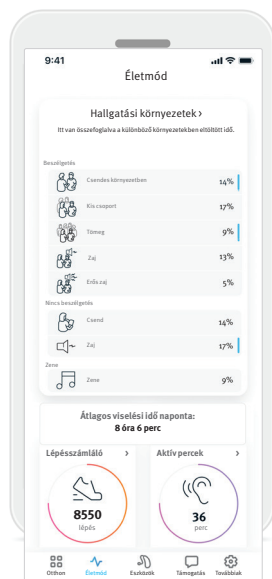 9:41
Életmód
Hallgatási környezetek ›
Itt van összefoglalva a különböző környezetekben eltöltött idő.
Beszélgetés
Csendes környezetben 14%
Kis csoport 17%
Tömeg 9%
Zaj 13%
Erős zaj 5%
Nincs beszélgetés
Csend 14%
Zaj 17%
Zene
Zene 9%
Átlagos viselési idő naponta:
8 óra 6 perc
Lépésszámláló › Aktív percek ›
8550 36
lépés perc
Otthon Életmód Eszközök Támogatás Továbbiak